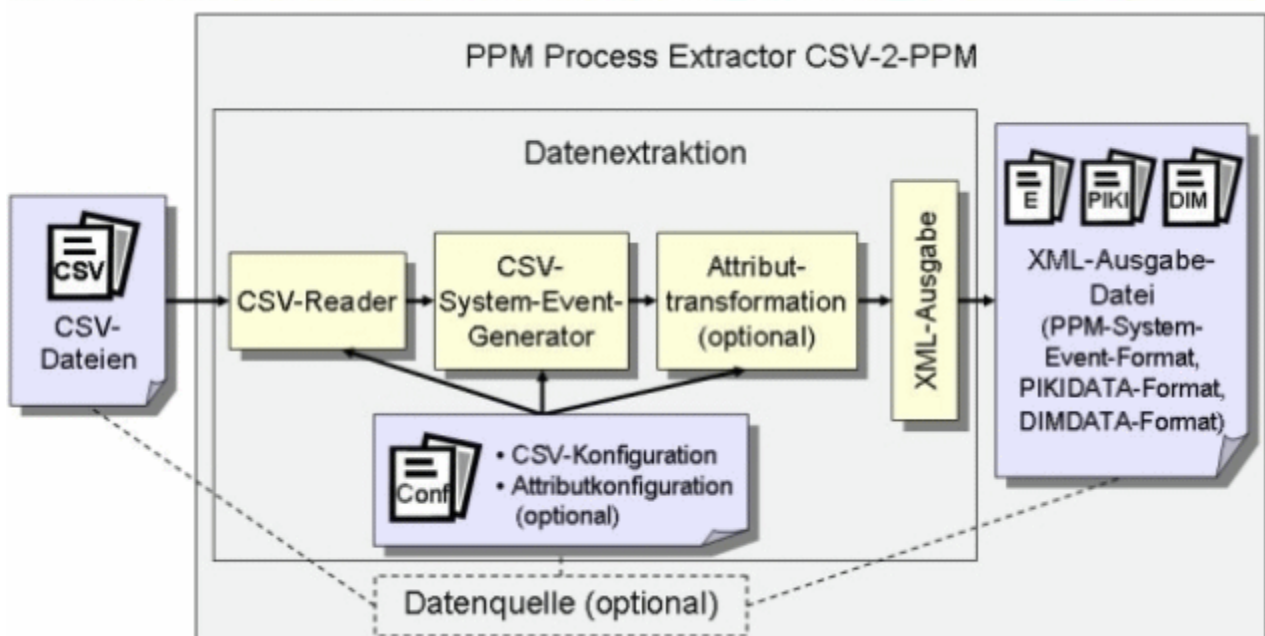 PPM Process Extractor CSV-2-PPM
Datenextraktion
CSV
CSV-
Dateien
CSV-Reader
CSV-
System-Event-
Generator
Attribut-
transformation
(optional)
XML-Ausgabe
E
PIKI
DIM
XML-Ausgabe-
Datei
(PPM-System-
Event-Format,
PIKIDATA-Format,
DIMDATA-Format)
Conf
• CSV-Konfiguration
• Attributkonfiguration
(optional)
Datenquelle (optional)